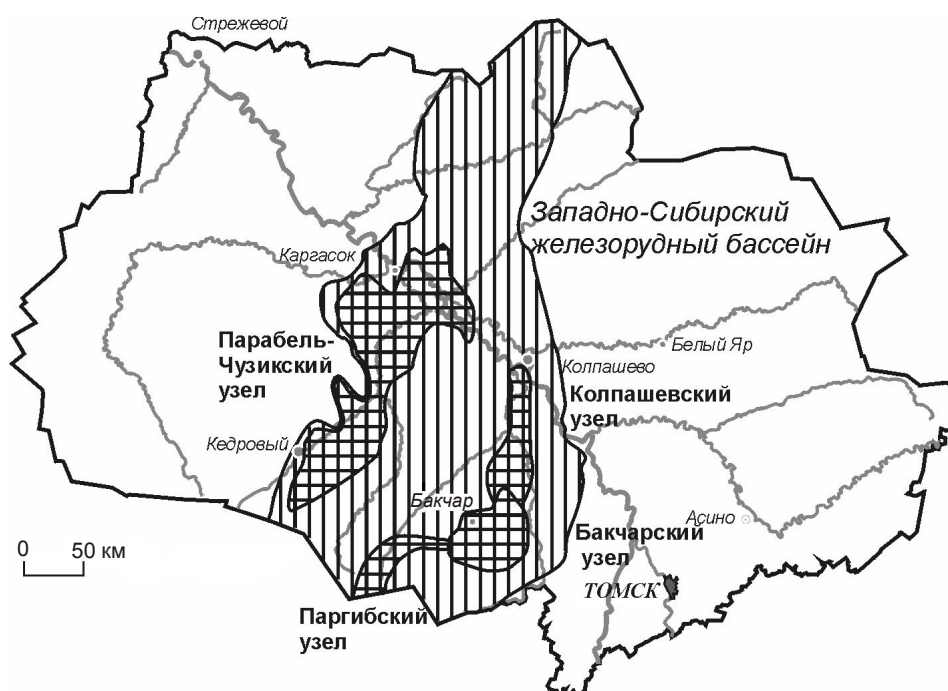 Стрежевой
Западно-Сибирский
железорудный бассейн
Каргасок
Парабель-
Чузикский
узел
Белый Яр
Колпашево
Колпашевский
узел
Кедровый
Бакчар
Асино
Бакчарский
узел
0 50 км
ТОМСК
Паргибский
узел